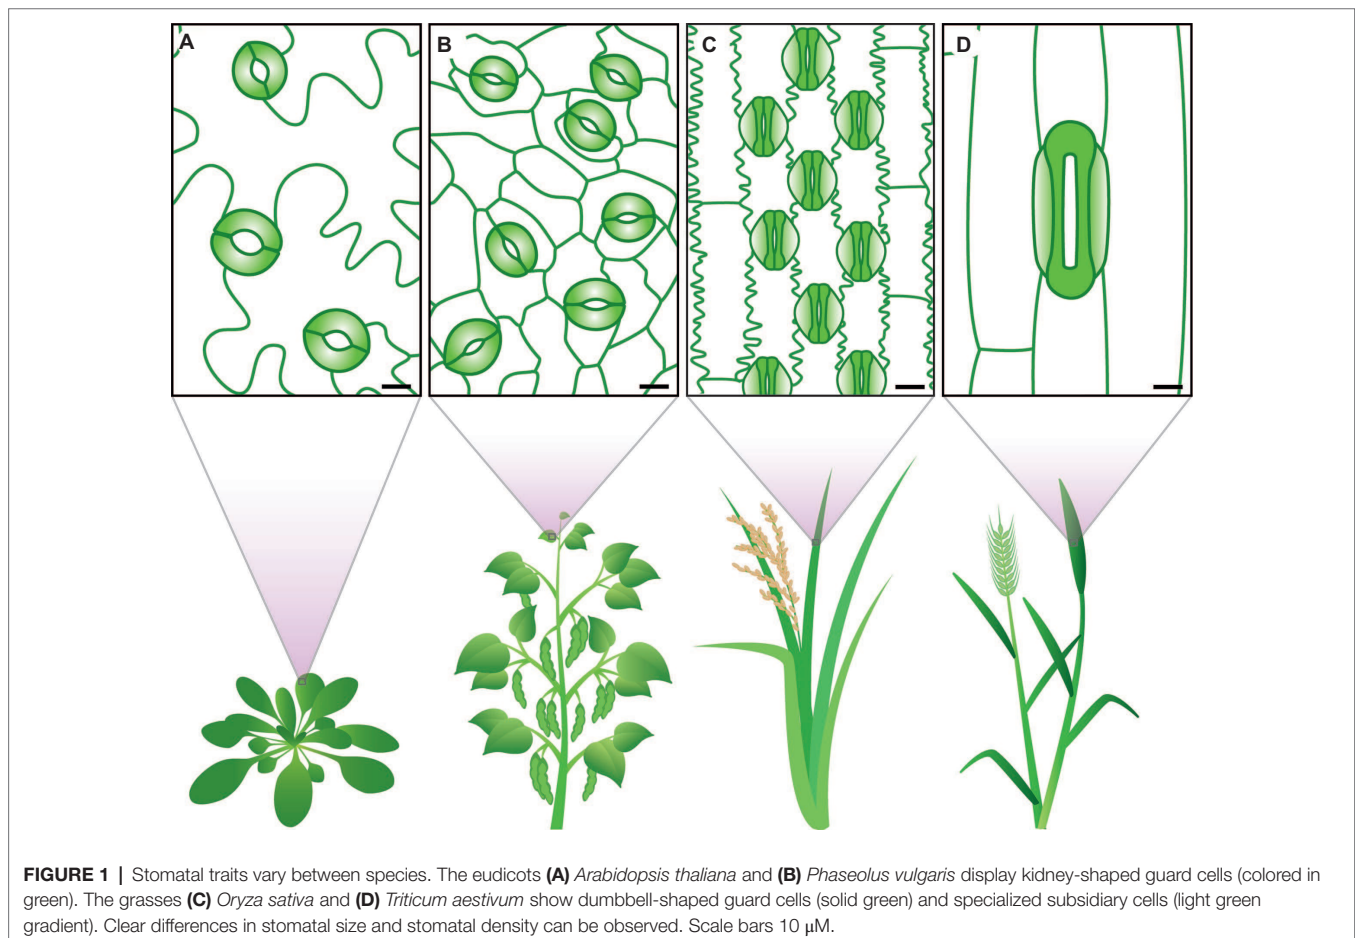 A
B
C
D
FIGURE 1 | Stomatal traits vary between species. The eudicots (A) Arabidopsis thaliana and (B) Phaseolus vulgaris display kidney-shaped guard cells (colored in
green). The grasses (C) Oryza sativa and (D) Triticum aestivum show dumbbell-shaped guard cells (solid green) and specialized subsidiary cells (light green
gradient). Clear differences in stomatal size and stomatal density can be observed. Scale bars 10 μM.